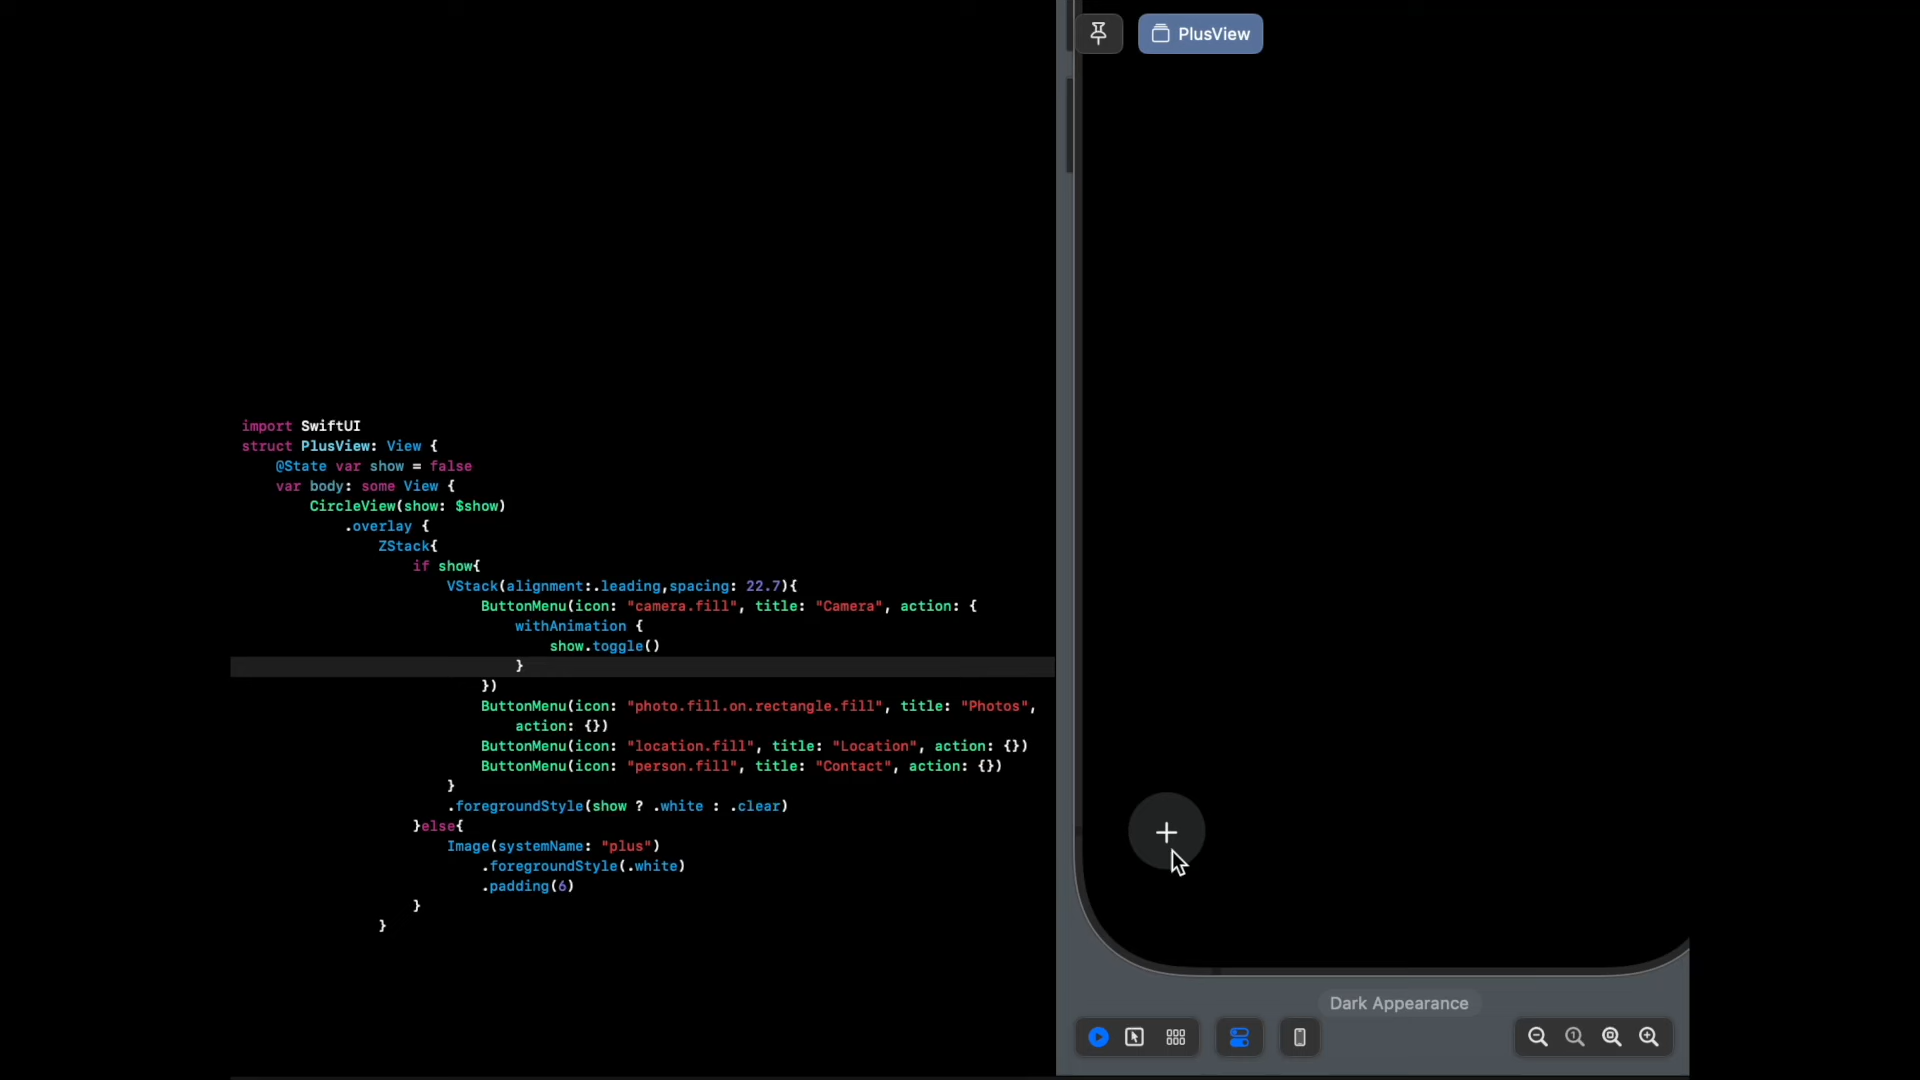 import SwiftUI
struct PlusView: View {
@State var show = false
var body: some View {
CircleView(show: $show)
.overlay {
ZStack{
if show{
VStack(alignment:.leading,spacing: 22.7){
ButtonMenu(icon: "camera.fill", title: "Camera", action: {
withAnimation {
show.toggle()
}
})
ButtonMenu(icon: "photo.fill.on.rectangle.fill", title: "Photos",
action: {})
ButtonMenu(icon: "location.fill", title: "Location", action: {})
ButtonMenu(icon: "person.fill", title: "Contact", action: {})
}
.foregroundStyle(show ? .white : .clear)
}else{
Image(systemName: "plus")
.foregroundStyle(.white)
.padding(6)
}
}
PlusView
Dark Appearance